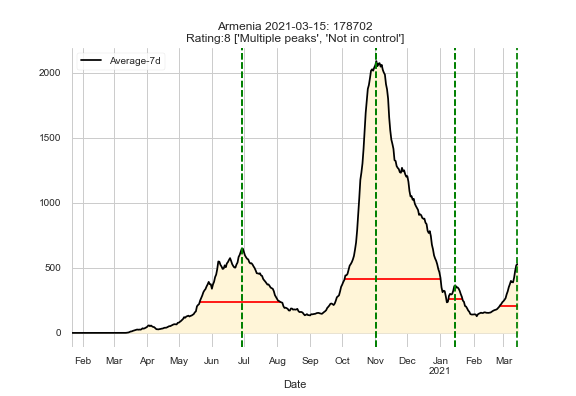 Armenia 2021-03-15: 178702
Rating:8 ['Multiple peaks', 'Not in control']
Average-7d
2000
1500
1000
500
0
Feb Mar Apr May Jun Jul Aug Sep Oct Nov Dec Jan Feb Mar
2021
Date